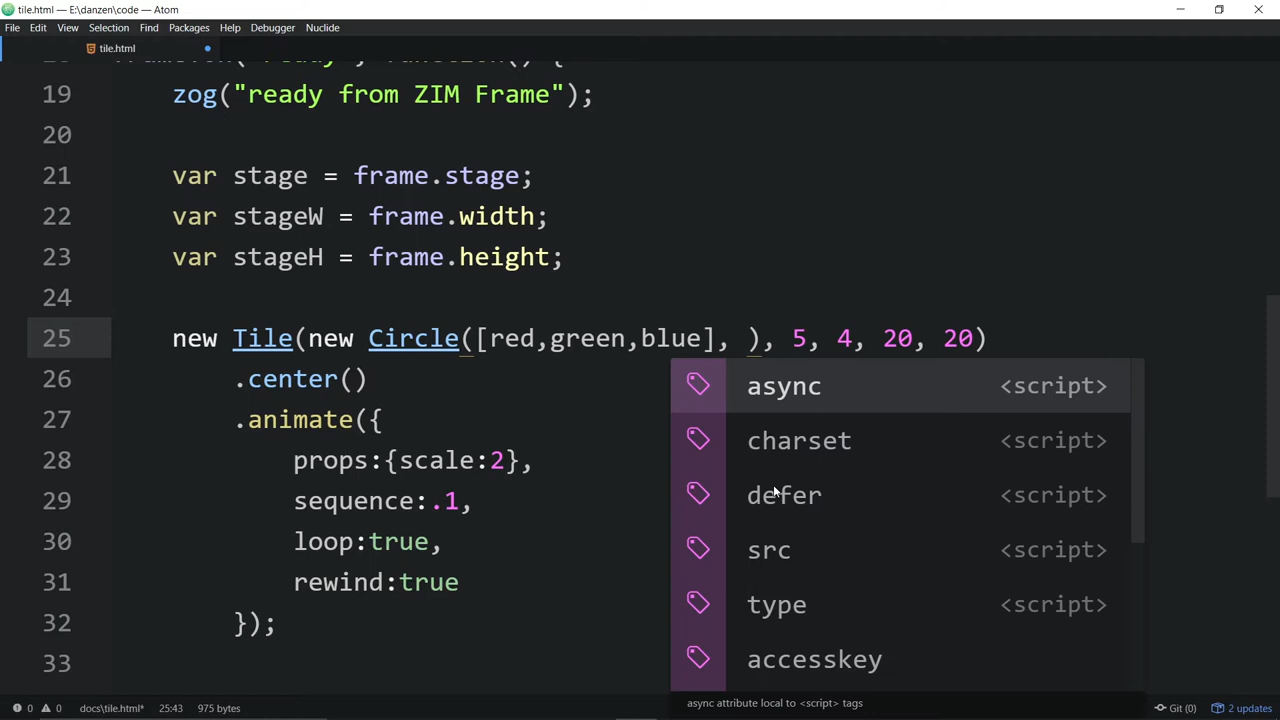 tile.html — E:\danzen\code — Atom
File Edit View Selection Find Packages Help Debugger Nuclide
tile.html
19 zog("ready from ZIM Frame");
20
21 var stage = frame.stage;
22 var stageW = frame.width;
23 var stageH = frame.height;
24
25 new Tile(new Circle([red,green,blue], ), 5, 4, 20, 20)
26 .center()
27 .animate({
28 props:{scale:2},
29 sequence:.1,
30 loop:true,
31 rewind:true
32 });
33
async <script>
charset <script>
defer <script>
src <script>
type <script>
accesskey
async attribute local to <script> tags
0 0 docs\tile.html* 25:43 975 bytes Git (0) 2 updates